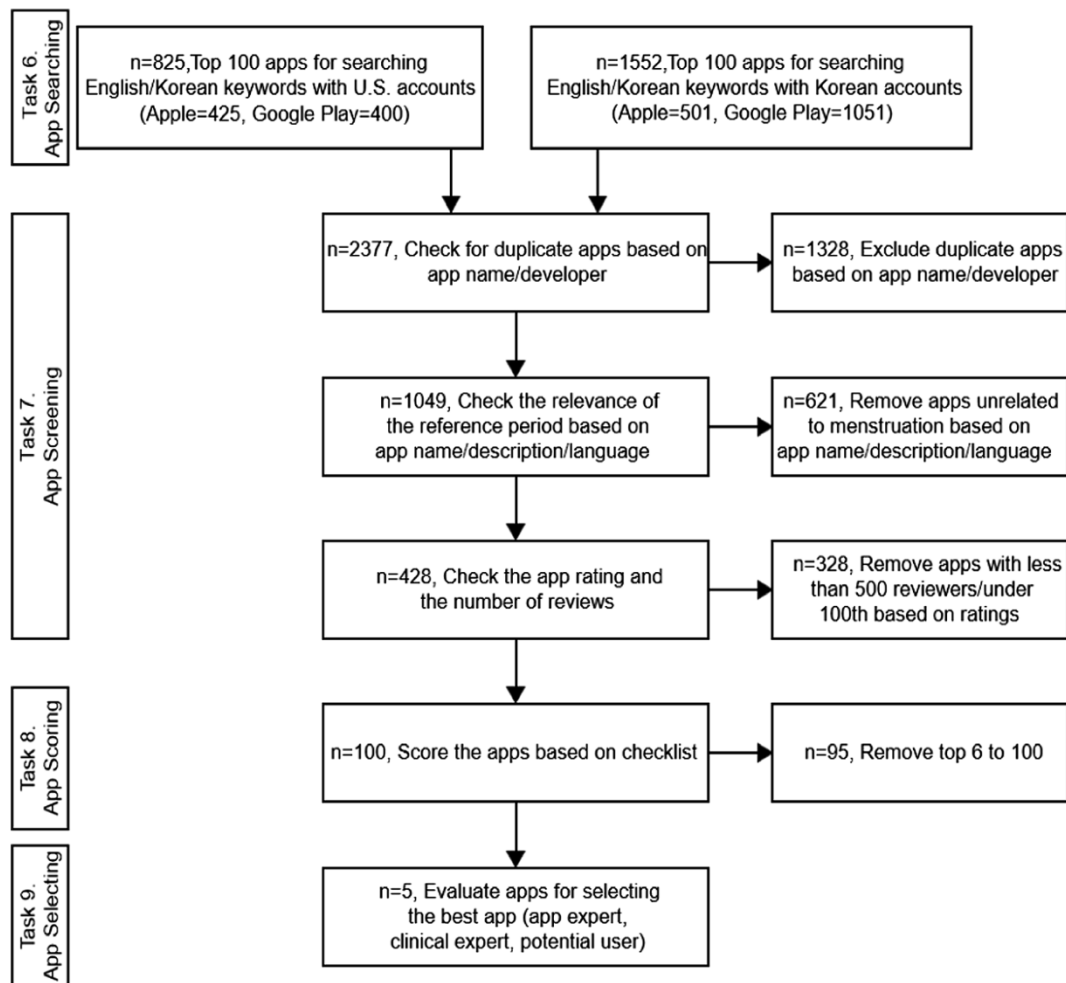 Task 6.
App Searching
n=825,Top 100 apps for searching
English/Korean keywords with U.S. accounts
(Apple=425, Google Play=400)
n=1552,Top 100 apps for searching
English/Korean keywords with Korean accounts
(Apple=501, Google Play=1051)
Task 7.
App Screening
n=2377, Check for duplicate apps based on
app name/developer
n=1328, Exclude duplicate apps
based on app name/developer
n=1049, Check the relevance of
the reference period based on
app name/description/language
n=621, Remove apps unrelated
to menstruation based on
app name/description/language
n=428, Check the app rating and
the number of reviews
n=328, Remove apps with less
than 500 reviewers/under
100th based on ratings
Task 8.
App Scoring
n=100, Score the apps based on checklist
n=95, Remove top 6 to 100
Task 9.
App Selecting
n=5, Evaluate apps for selecting
the best app (app expert,
clinical expert, potential user)